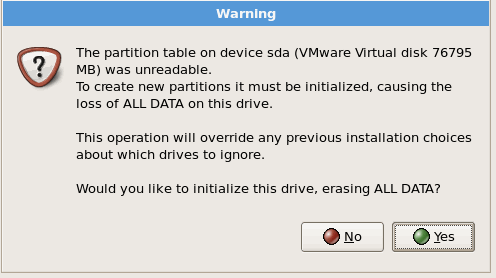 Warning
The partition table on device sda (VMware Virtual disk 76795
MB) was unreadable.
To create new partitions it must be initialized, causing the
loss of ALL DATA on this drive.
This operation will override any previous installation choices
about which drives to ignore.
Would you like to initialize this drive, erasing ALL DATA?
No
Yes